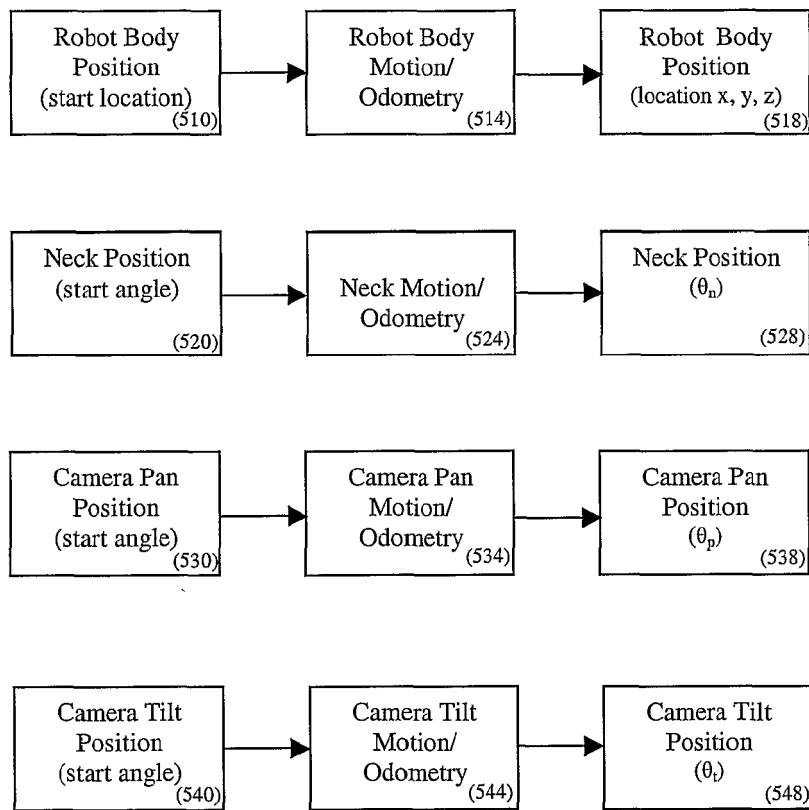 Robot Body
Position
(start location)
(510)
Robot Body
Motion/
Odometry
(514)
Robot Body
Position
(location x, y, z)
(518)
Neck Position
(start angle)
(520)
Neck Motion/
Odometry
(524)
Neck Position
(θn)
(528)
Camera Pan
Position
(start angle)
(530)
Camera Pan
Motion/
Odometry
(534)
Camera Pan
Position
(θp)
(538)
Camera Tilt
Position
(start angle)
(540)
Camera Tilt
Motion/
Odometry
(544)
Camera Tilt
Position
(θt)
(548)